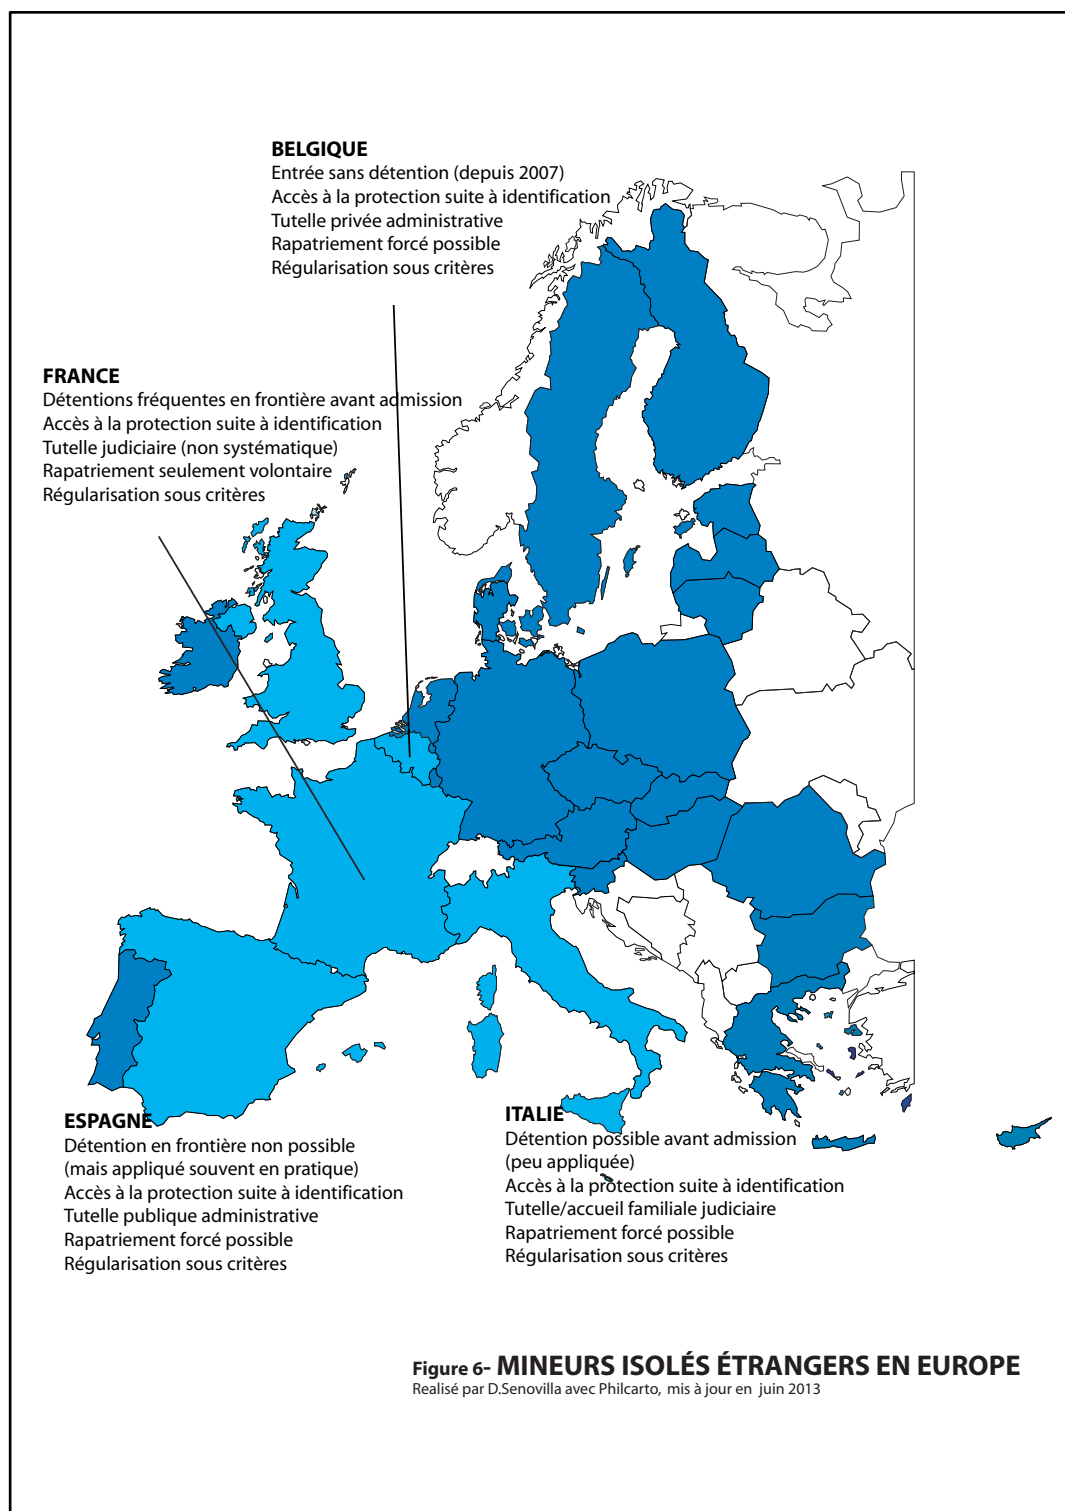 BELGIQUE
Entrée sans détention (depuis 2007)
Accès à la protection suite à identification
Tutelle privée administrative
Rapatriement forcé possible
Régularisation sous critères
FRANCE
Détentions fréquentes en frontière avant admission
Accès à la protection suite à identification
Tutelle judiciaire (non systématique)
Rapatriement seulement volontaire
Régularisation sous critères
ESPAGNE
Détention en frontière non possible
(mais appliqué souvent en pratique)
Accès à la protection suite à identification
Tutelle publique administrative
Rapatriement forcé possible
Régularisation sous critères
ITALIE
Détention possible avant admission
(peu appliquée)
Accès à la protection suite à identification
Tutelle/accueil familiale judiciaire
Rapatriement forcé possible
Régularisation sous critères
Figure 6- MINEURS ISOLÉS ÉTRANGERS EN EUROPE
Realisé par D.Senovilla avec Philcarto, mis à jour en juin 2013